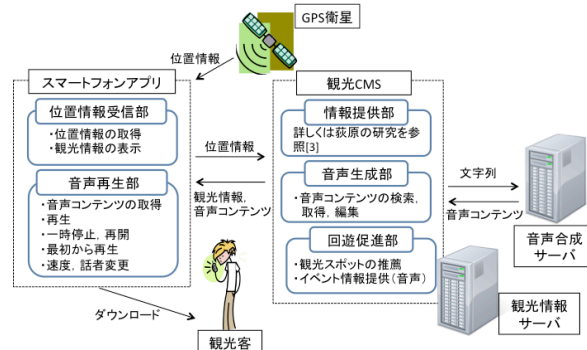 GPS衛星
位置情報
スマートフォンアプリ
位置情報受信部
・位置情報の取得
・観光情報の表示
音声再生部
・音声コンテンツの取得
・再生
・一時停止，再開
・最初から再生
・速度，話者変更
位置情報
観光情報，
音声コンテンツ
ダウンロード
観光客
観光CMS
情報提供部
詳しくは荻原の研究を参
照[3]
音声生成部
・音声コンテンツの検索，
取得，編集
回遊促進部
・観光スポットの推薦
・イベント情報提供（音声）
文字列
音声コンテンツ
音声合成
サーバ
観光情報
サーバ